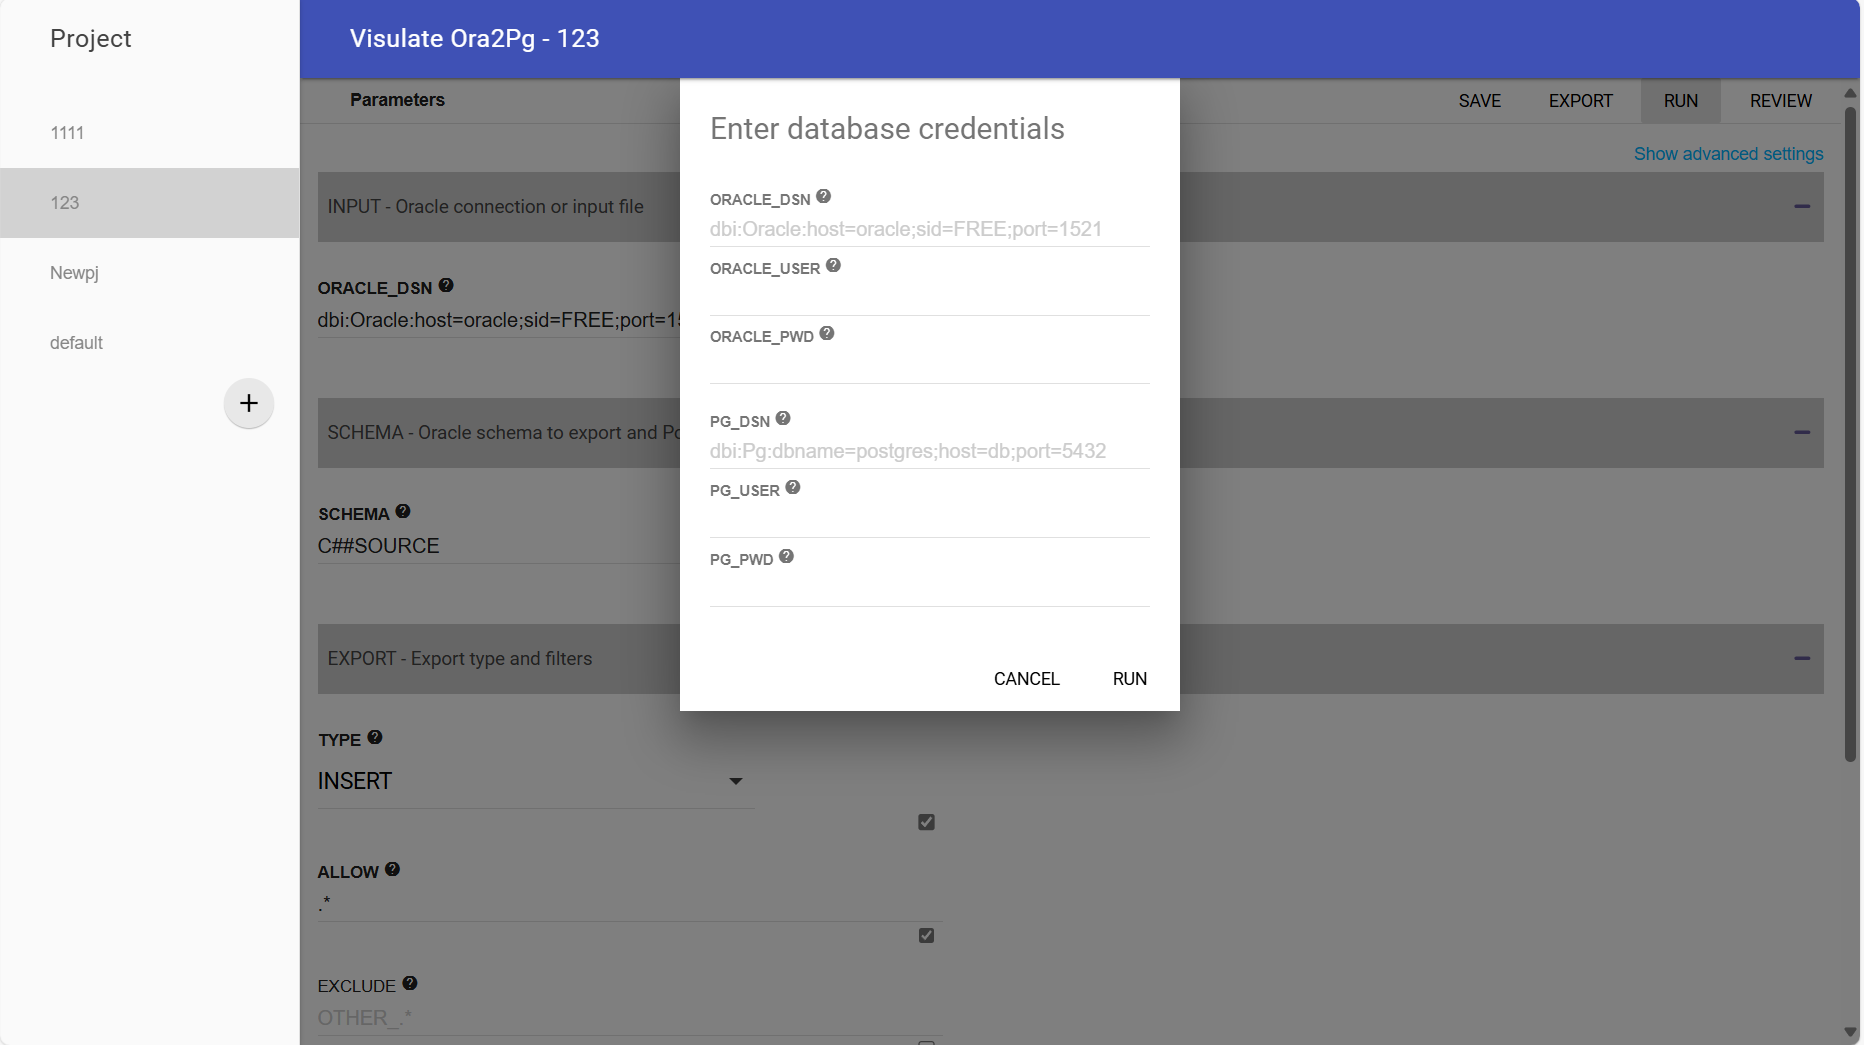 Project
1111
123
Newpj
default
+
Visulate Ora2Pg - 123
Parameters
SAVE
EXPORT
RUN
REVIEW
Show advanced settings
INPUT - Oracle connection or input file
ORACLE_DSN
dbi:Oracle:host=oracle;sid=FREE;port=15
SCHEMA - Oracle schema to export and Po
SCHEMA
C##SOURCE
EXPORT - Export type and filters
TYPE
INSERT
ALLOW
.*
EXCLUDE
OTHER_.*
Enter database credentials
ORACLE_DSN
dbi:Oracle:host=oracle;sid=FREE;port=1521
ORACLE_USER
ORACLE_PWD
PG_DSN
dbi:Pg:dbname=postgres;host=db;port=5432
PG_USER
PG_PWD
CANCEL
RUN